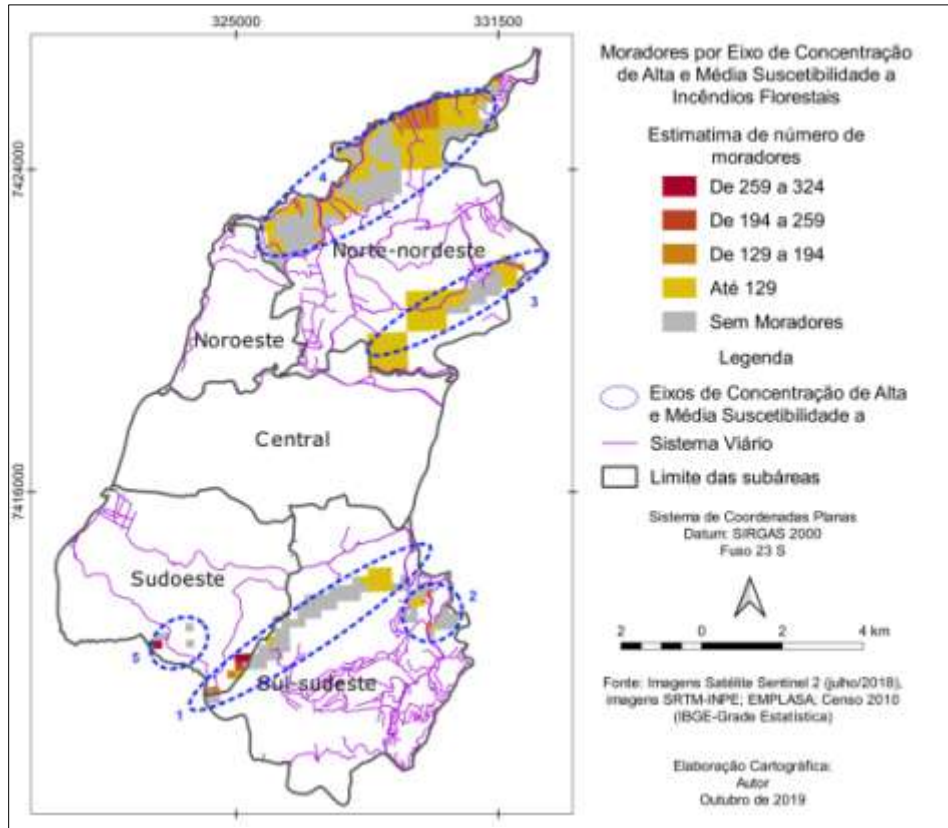 325000
331500
7424000
7416000
4
Norte-nordeste
3
Noroeste
Central
Sudoeste
2
5
Sul-sudeste
1
Moradores por Eixo de Concentração
de Alta e Média Suscetibilidade a
Incêndios Florestais
Estimatima de número de
moradores
De 259 a 324
De 194 a 259
De 129 a 194
Até 129
Sem Moradores
Legenda
Eixos de Concentração de Alta
e Média Suscetibilidade a
Sistema Viário
Limite das subáreas
Sistema de Coordenadas Planas
Datum: SIRGAS 2000
Fuso 23 S
2 0 2 4 km
Fonte: Imagens Satélite Sentinel 2 (julho/2018),
imagens SRTM-INPE; EMPLASA; Censo 2010
(IBGE-Grade Estatística)
Elaboração Cartográfica:
Autor
Outubro de 2019